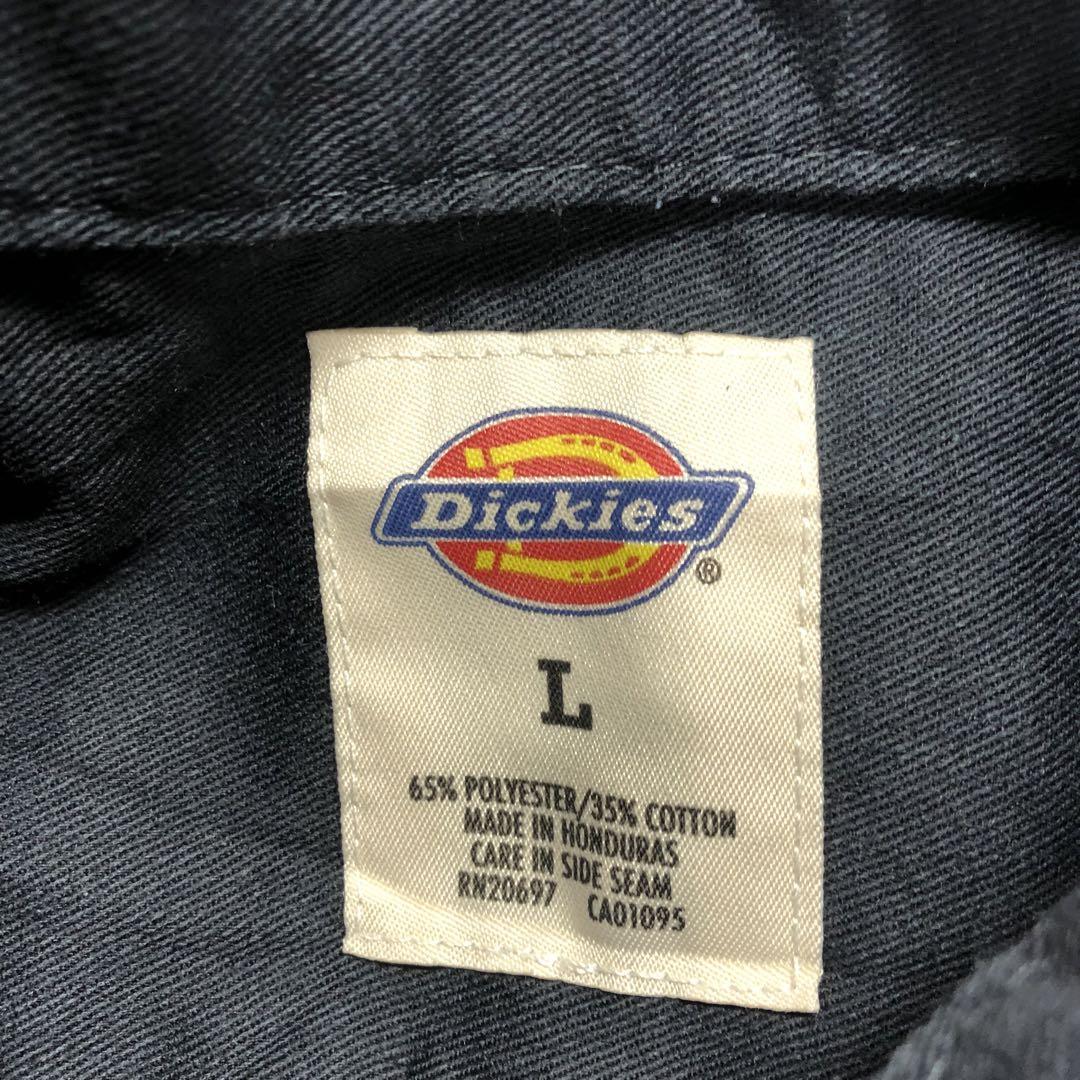 Dickies
®
L
65% POLYESTER/35% COTTON
MADE IN HONDURAS
CARE IN SIDE SEAM
RN20697 CA01095